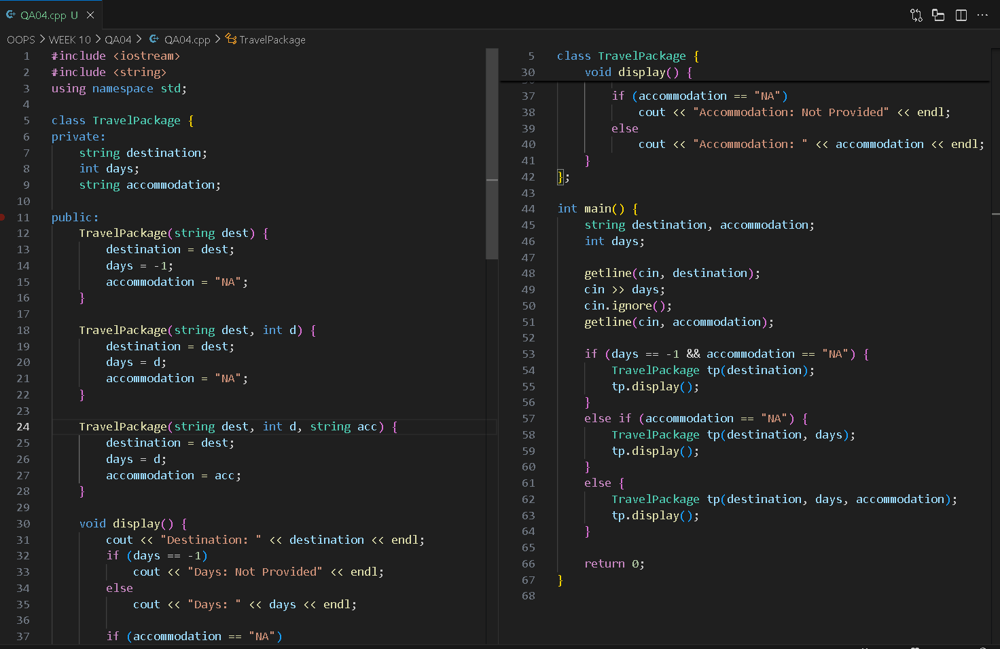 QA04.cpp U
OOPS > WEEK 10 > QA04 > QA04.cpp > TravelPackage
1 #include <iostream>
2 #include <string>
3 using namespace std;
4
5 class TravelPackage {
6 private:
7 string destination;
8 int days;
9 string accommodation;
10
11 public:
12 TravelPackage(string dest) {
13 destination = dest;
14 days = -1;
15 accommodation = "NA";
16 }
17
18 TravelPackage(string dest, int d) {
19 destination = dest;
20 days = d;
21 accommodation = "NA";
22 }
23
24 TravelPackage(string dest, int d, string acc) {
25 destination = dest;
26 days = d;
27 accommodation = acc;
28 }
29
30 void display() {
31 cout << "Destination: " << destination << endl;
32 if (days == -1)
33 cout << "Days: Not Provided" << endl;
34 else
35 cout << "Days: " << days << endl;
36
37 if (accommodation == "NA")
5 class TravelPackage {
30 void display() {
37 if (accommodation == "NA")
38 cout << "Accommodation: Not Provided" << endl;
39 else
40 cout << "Accommodation: " << accommodation << endl;
41 }
42 };
43
44 int main() {
45 string destination, accommodation;
46 int days;
47
48 getline(cin, destination);
49 cin >> days;
50 cin.ignore();
51 getline(cin, accommodation);
52
53 if (days == -1 && accommodation == "NA") {
54 TravelPackage tp(destination);
55 tp.display();
56 }
57 else if (accommodation == "NA") {
58 TravelPackage tp(destination, days);
59 tp.display();
60 }
61 else {
62 TravelPackage tp(destination, days, accommodation);
63 tp.display();
64 }
65
66 return 0;
67 }
68